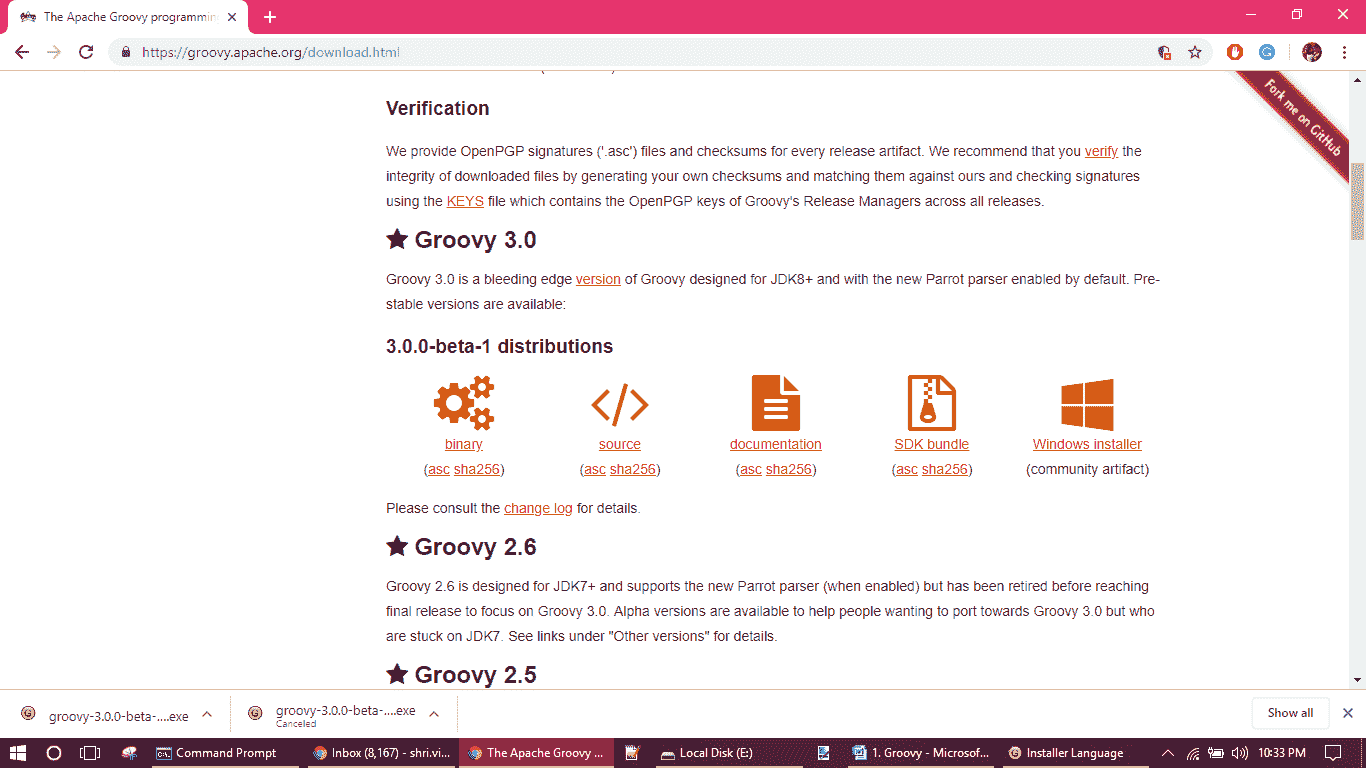 The Apache Groovy programmin
https://groovy.apache.org/download.html
Fork me on GitHub
Verification
We provide OpenPGP signatures ('.asc') files and checksums for every release artifact. We recommend that you verify the
integrity of downloaded files by generating your own checksums and matching them against ours and checking signatures
using the KEYS file which contains the OpenPGP keys of Groovy's Release Managers across all releases.
Groovy 3.0
Groovy 3.0 is a bleeding edge version of Groovy designed for JDK8+ and with the new Parrot parser enabled by default. Pre-
stable versions are available:
3.0.0-beta-1 distributions
binary source documentation SDK bundle Windows installer
(asc sha256) (asc sha256) (asc sha256) (asc sha256) (community artifact)
Please consult the change log for details.
Groovy 2.6
Groovy 2.6 is designed for JDK7+ and supports the new Parrot parser (when enabled) but has been retired before reaching
final release to focus on Groovy 3.0. Alpha versions are available to help people wanting to port towards Groovy 3.0 but who
are stuck on JDK7. See links under "Other versions" for details.
Groovy 2.5
groovy-3.0.0-beta-....exe groovy-3.0.0-beta-....exe Show all
Canceled
Command Prompt Inbox (8,167) - shri.vi... The Apache Groovy ... Local Disk (E:) 1. Groovy - Microsof... Installer Language 10:33 PM